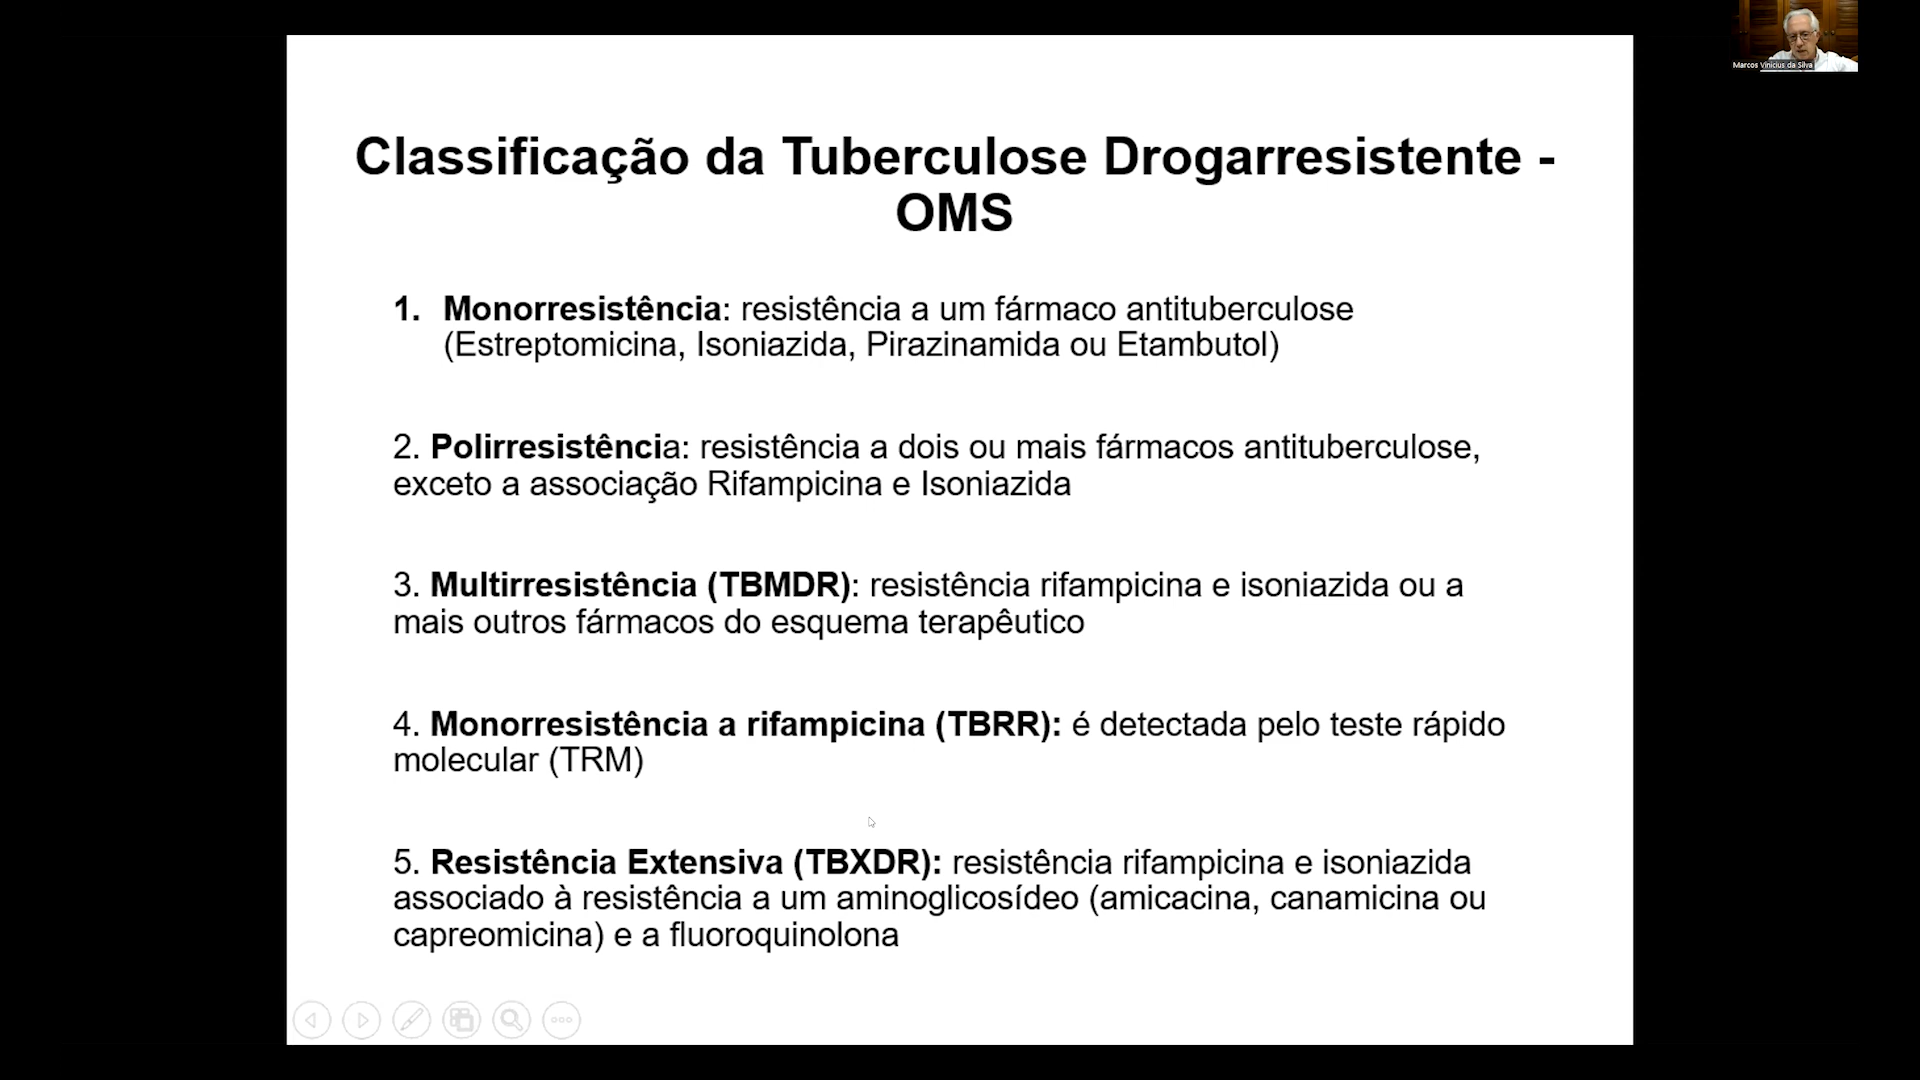 Marcos Vinicius da Silva
Classificação da Tuberculose Drogarresistente -
OMS
1. Monorresistência: resistência a um fármaco antituberculose
(Estreptomicina, Isoniazida, Pirazinamida ou Etambutol)
2. Polirresistência: resistência a dois ou mais fármacos antituberculose,
exceto a associação Rifampicina e Isoniazida
3. Multirresistência (TBMDR): resistência rifampicina e isoniazida ou a
mais outros fármacos do esquema terapêutico
4. Monorresistência a rifampicina (TBRR): é detectada pelo teste rápido
molecular (TRM)
5. Resistência Extensiva (TBXDR): resistência rifampicina e isoniazida
associado à resistência a um aminoglicosídeo (amicacina, canamicina ou
capreomicina) e a fluoroquinolona